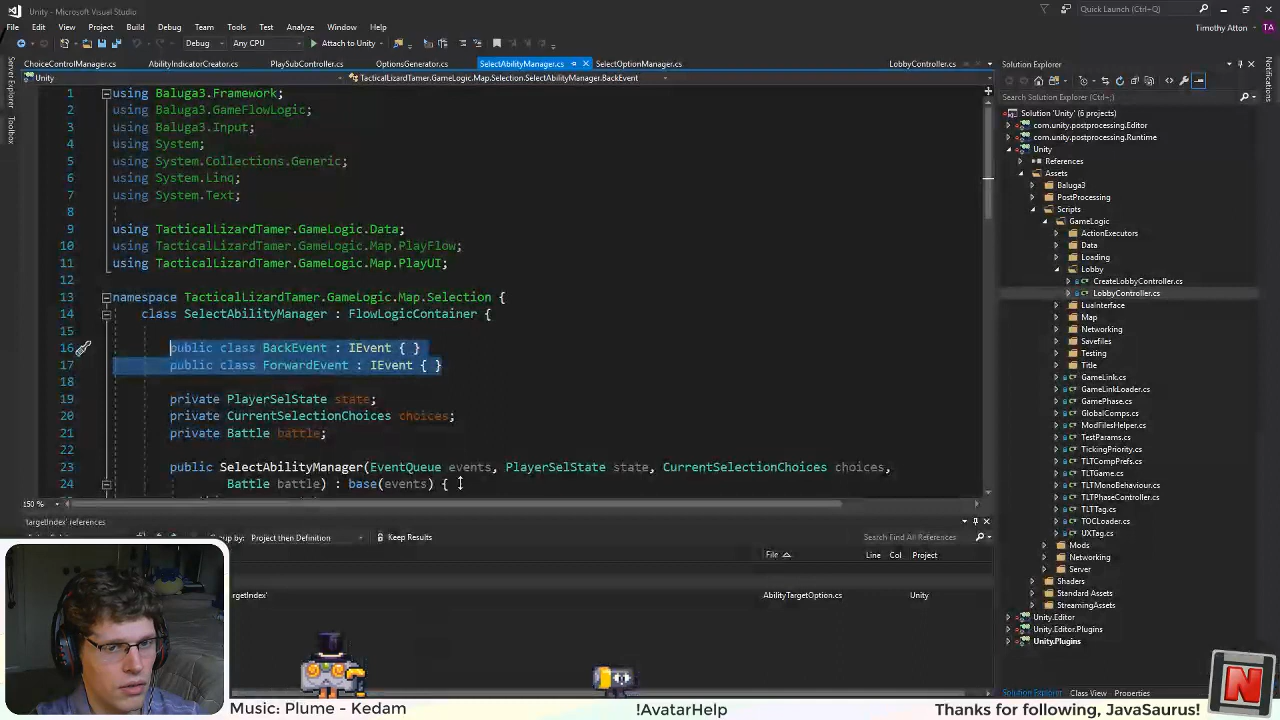 Unity - Microsoft Visual Studio
Quick Launch (Ctrl+Q)
File Edit View Project Build Debug Team Tools Test Analyze Window Help
Timothy Atton TA
Debug Any CPU Attach to Unity
ChoiceControlManager.cs AbilityIndicatorCreator.cs PlaySubController.cs OptionsGenerator.cs SelectAbilityManager.cs SelectOptionManager.cs LobbyController.cs
Unity TacticalLizardTamer.GameLogic.Map.Selection.SelectAbilityManager.BackEvent
Server Explorer
Toolbox
1 using Baluga3.Framework;
2 using Baluga3.GameFlowLogic;
3 using Baluga3.Input;
4 using System;
5 using System.Collections.Generic;
6 using System.Linq;
7 using System.Text;
8
9 using TacticalLizardTamer.GameLogic.Data;
10 using TacticalLizardTamer.GameLogic.Map.PlayFlow;
11 using TacticalLizardTamer.GameLogic.Map.PlayUI;
12
13 namespace TacticalLizardTamer.GameLogic.Map.Selection {
14 class SelectAbilityManager : FlowLogicContainer {
15
16 public class BackEvent : IEvent { }
17 public class ForwardEvent : IEvent { }
18
19 private PlayerSelState state;
20 private CurrentSelectionChoices choices;
21 private Battle battle;
22
23 public SelectAbilityManager(EventQueue events, PlayerSelState state, CurrentSelectionChoices choices,
24 Battle battle) : base(events) {
150 %
'TargetIndex' references
Group by: Project then Definition Keep Results Search Find All References
File Line Col Project
rgetIndex'
AbilityTargetOption.cs Unity
Solution Explorer
Search Solution Explorer (Ctrl+;)
Solution 'Unity' (6 projects)
com.unity.postprocessing.Editor
com.unity.postprocessing.Runtime
Unity
References
Assets
Baluga3
PostProcessing
Scripts
GameLogic
ActionExecutors
Data
Loading
Lobby
CreateLobbyController.cs
LobbyController.cs
LuaInterface
Map
Networking
Savefiles
Testing
Title
GameLink.cs
GameLinkLoader.cs
GamePhase.cs
GlobalComps.cs
ModFilesHelper.cs
TestParams.cs
TickingPriority.cs
TLTCompPrefs.cs
TLTGame.cs
TLTMonoBehaviour.cs
TLTPhaseController.cs
TLTTag.cs
TOCLoader.cs
UXTag.cs
Mods
Networking
Server
Shaders
Standard Assets
StreamingAssets
Unity.Editor
Unity.Editor.Plugins
Unity.Plugins
Solution Explorer Class View Properties
Notifications
N
Music: Plume - Kedam
!AvatarHelp
Thanks for following, JavaSaurus!